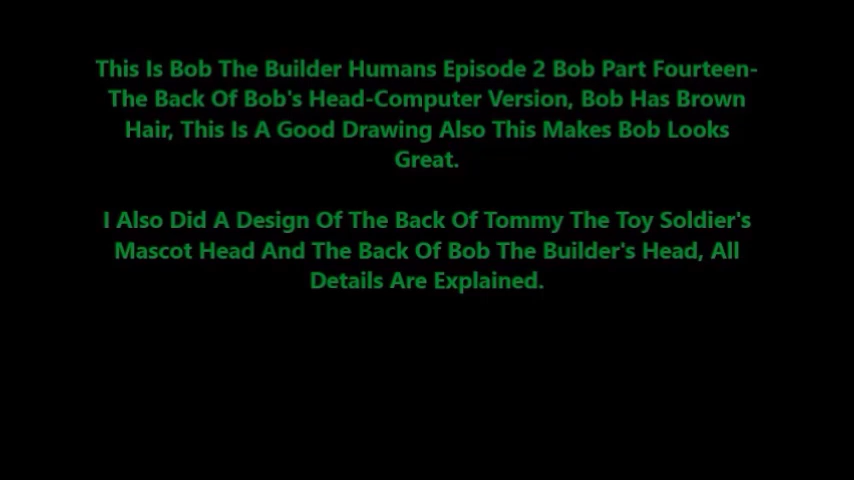 This Is Bob The Builder Humans Episode 2 Bob Part Fourteen-
The Back Of Bob's Head-Computer Version, Bob Has Brown
Hair, This Is A Good Drawing Also This Makes Bob Looks
Great.
I Also Did A Design Of The Back Of Tommy The Toy Soldier's
Mascot Head And The Back Of Bob The Builder's Head, All
Details Are Explained.